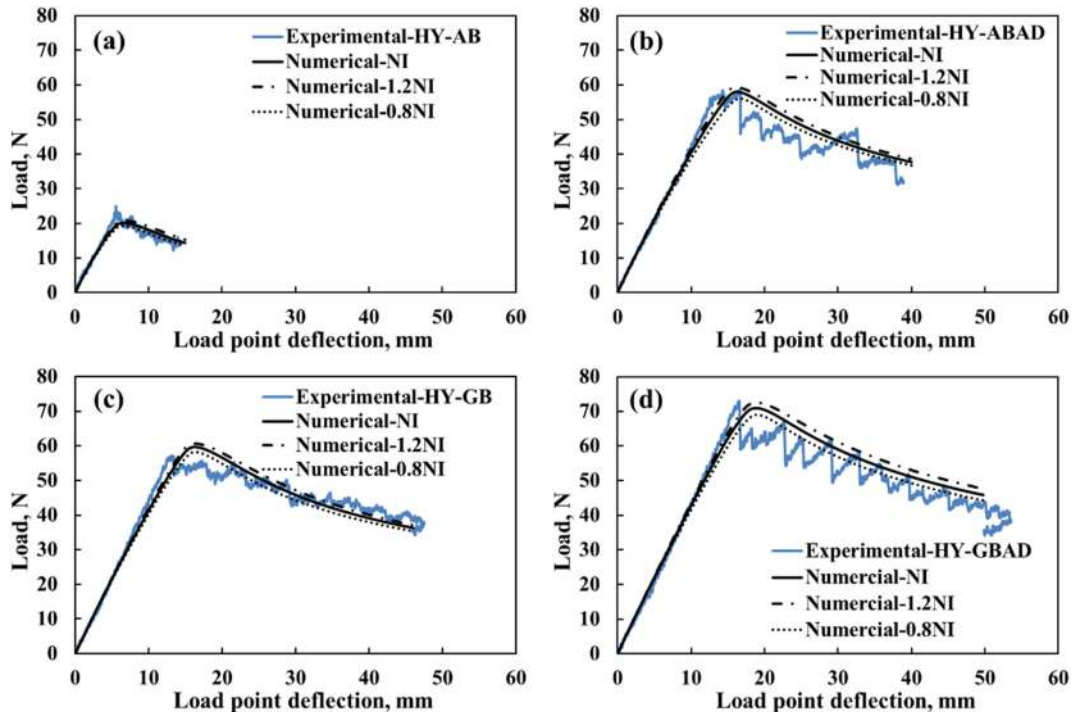 (a)
Experimental-HY-AB
Numerical-NI
Numerical-1.2NI
Numerical-0.8NI
80
70
60
50
40
30
20
10
0
Load, N
0 10 20 30 40 50 60
Load point deflection, mm
(b)
Experimental-HY-ABAD
Numerical-NI
Numerical-1.2NI
Numerical-0.8NI
80
70
60
50
40
30
20
10
0
Load, N
0 10 20 30 40 50 60
Load point deflection, mm
(c)
Experimental-HY-GB
Numerical-NI
Numerical-1.2NI
Numerical-0.8NI
80
70
60
50
40
30
20
10
0
Load, N
0 10 20 30 40 50 60
Load point deflection, mm
(d)
Experimental-HY-GBAD
Numercial-NI
Numercial-1.2NI
Numercial-0.8NI
80
70
60
50
40
30
20
10
0
Load, N
0 10 20 30 40 50 60
Load point deflection, mm